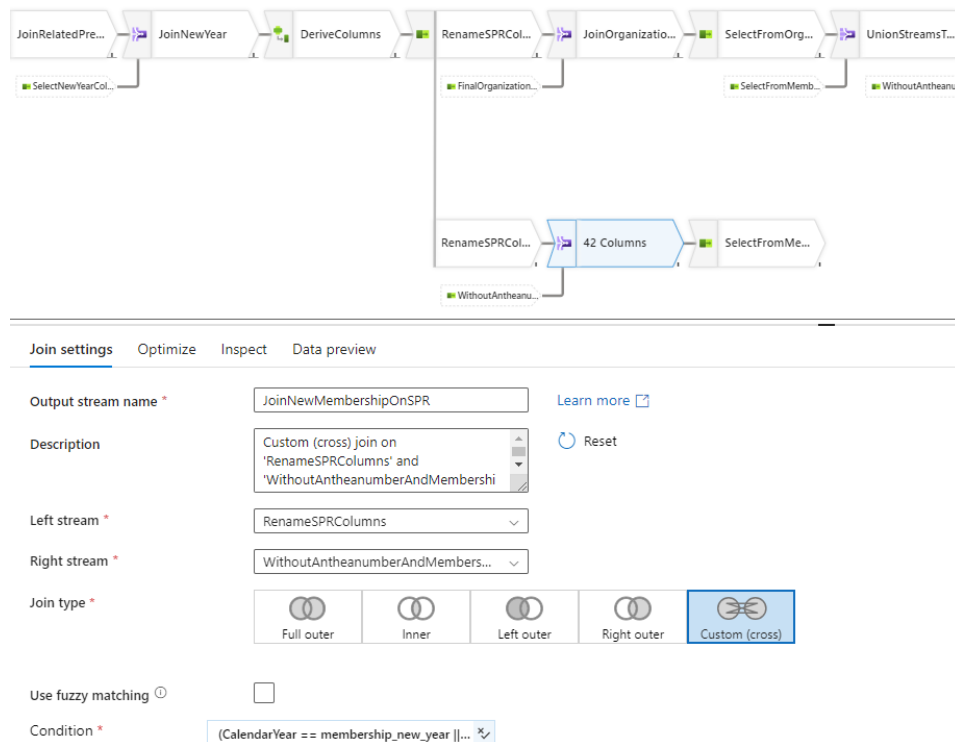 JoinRelatedPre...
JoinNewYear
DeriveColumns
RenameSPRCol...
JoinOrganizatio...
SelectFromOrg...
UnionStreamsT...
SelectNewYearCol...
FinalOrganization...
SelectFromMemb...
WithoutAntheanu
RenameSPRCol...
42 Columns
SelectFromMe...
WithoutAntheanu...
Join settings Optimize Inspect Data preview
Output stream name * JoinNewMembershipOnSPR Learn more
Description Custom (cross) join on Reset
'RenameSPRColumns' and
'WithoutAntheanumberAndMembershi
Left stream * RenameSPRColumns
Right stream * WithoutAntheanumberAndMembers...
Join type *
Full outer Inner Left outer Right outer Custom (cross)
Use fuzzy matching
Condition * (CalendarYear == membership_new_year ||...